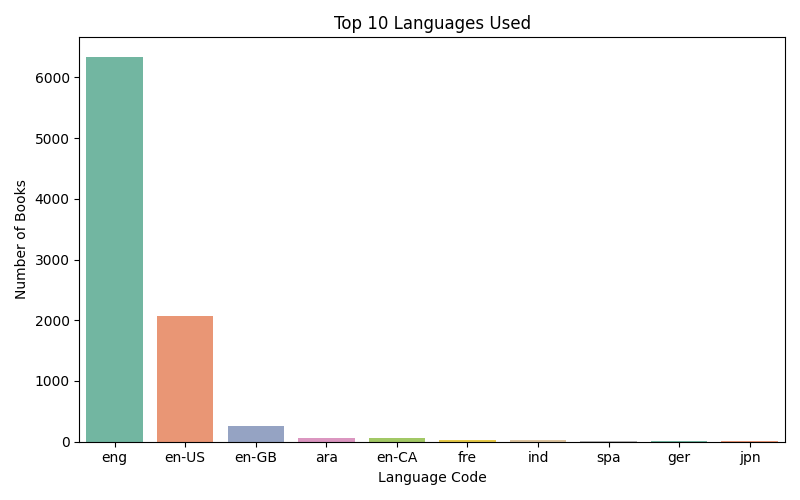 Top 10 Languages Used
Number of Books
6000
5000
4000
3000
2000
1000
0
eng en-US en-GB ara en-CA fre ind spa ger jpn
Language Code